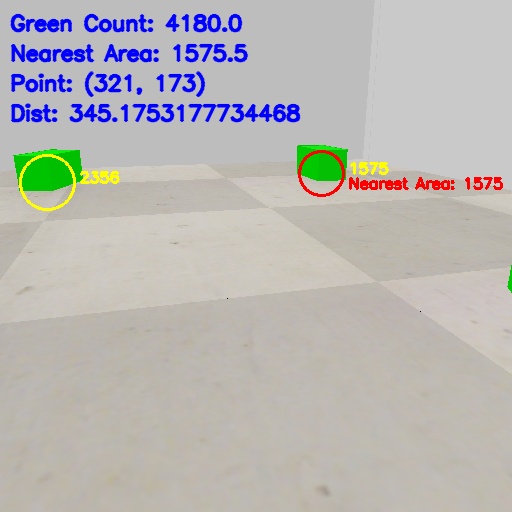 Green Count: 4180.0
Nearest Area: 1575.5
Point: (321, 173)
Dist: 345.1753177734468
2356
1575
Nearest Area: 1575